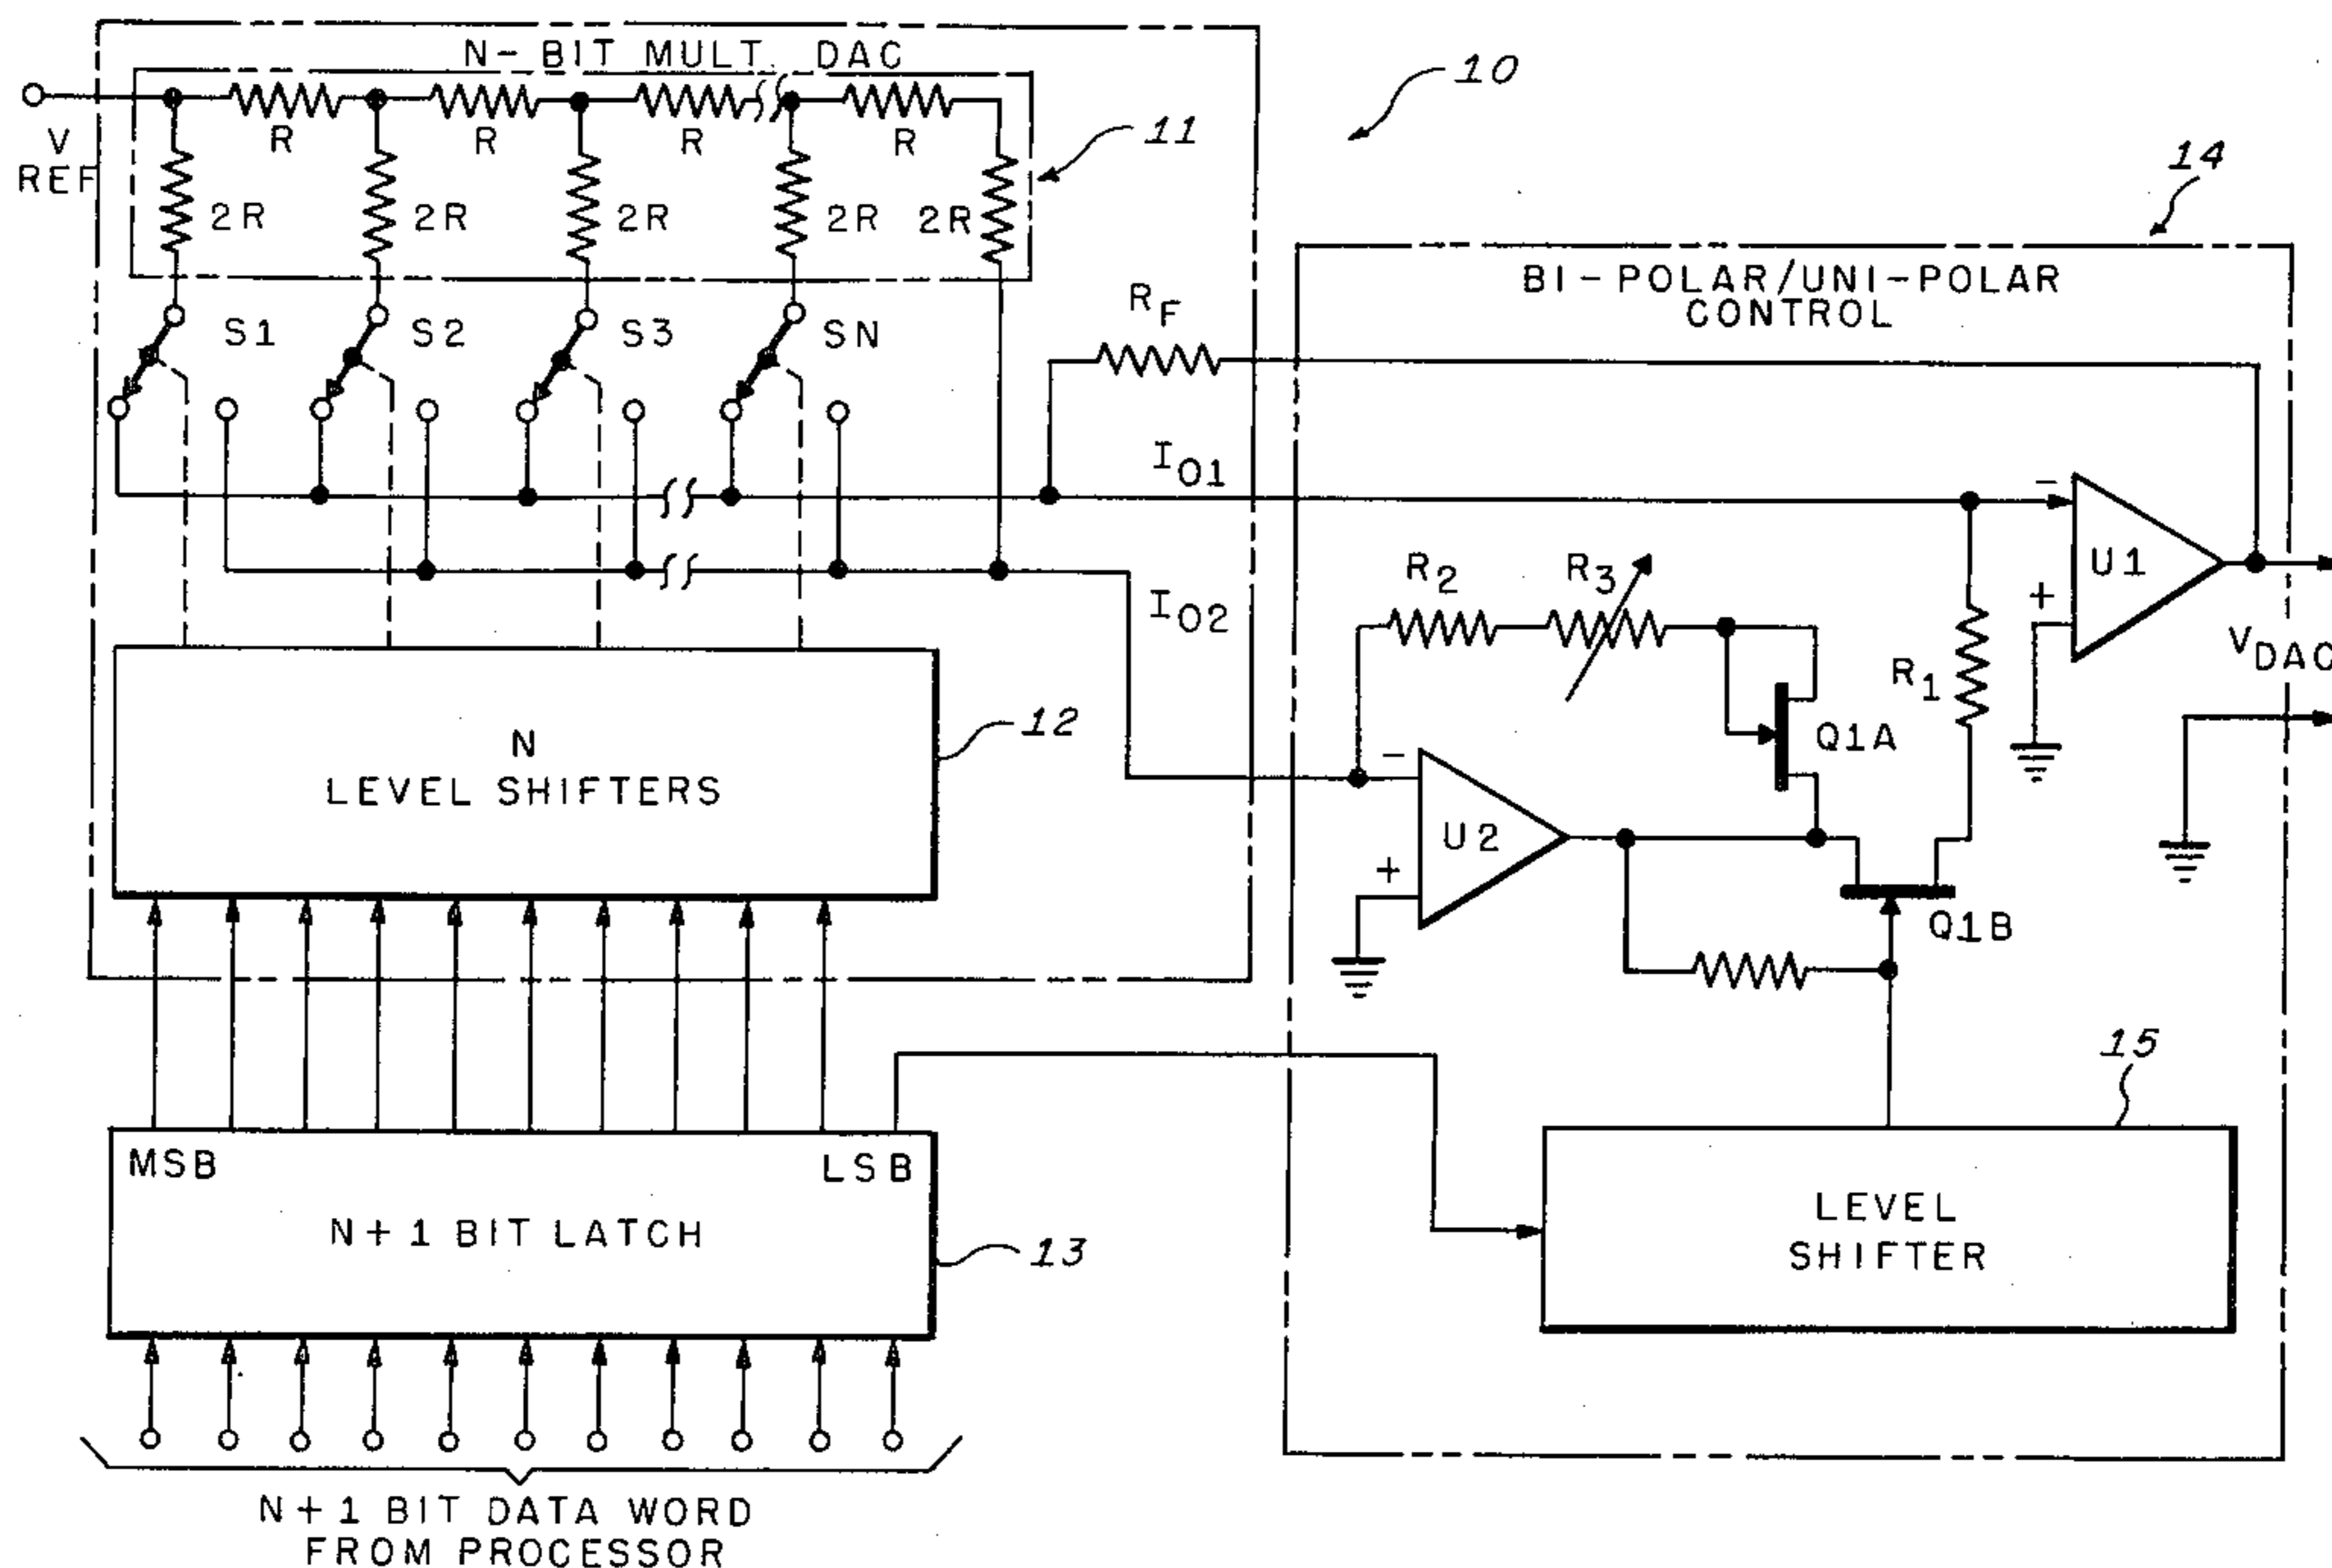 N-BIT MULT. DAC
10
V
REF
R
R
R
R
11
2R
2R
2R
2R
2R
14
BI-POLAR/UNI-POLAR
CONTROL
S1
S2
S3
SN
RF
IO1
IO2
R2
R3
-
U1
+
VDAC
R1
Q1A
N
LEVEL SHIFTERS
12
-
U2
+
Q1B
15
MSB
LSB
N+1 BIT LATCH
13
LEVEL
SHIFTER
N+1 BIT DATA WORD
FROM PROCESSOR